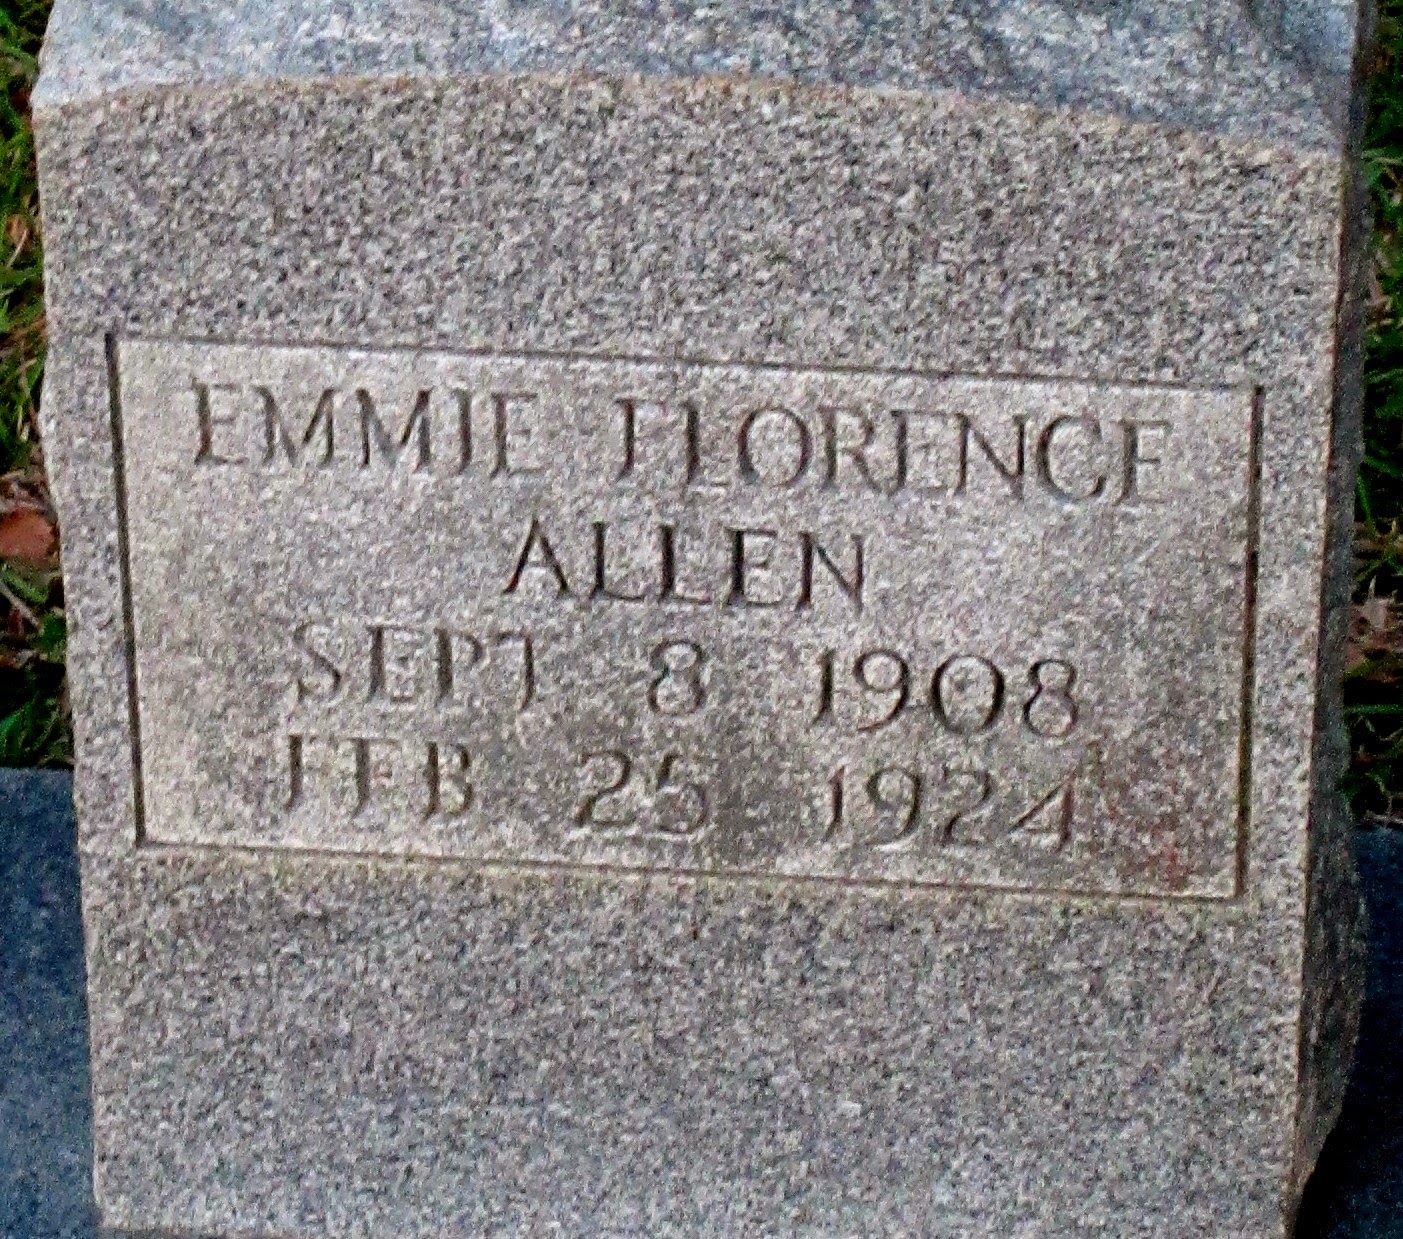 EMMIE FLORENCE
ALLEN
SEPT 8 1908
FEB 25 1924